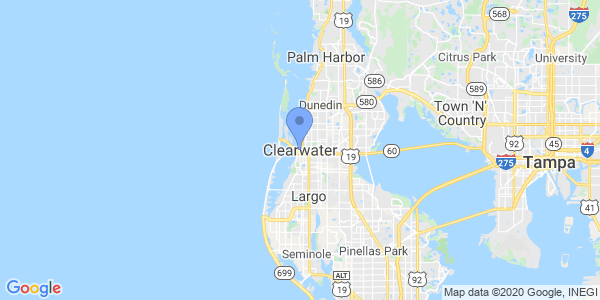 19
568
275
Palm Harbor
Citrus Park
University
586
589
Dunedin
580
Town 'N'
Country
92
45
4
Clearwater
19
60
275
Tampa
Largo
41
Seminole
Pinellas Park
699
ALT
19
92
Google
Map data ©2020 Google, INEGI